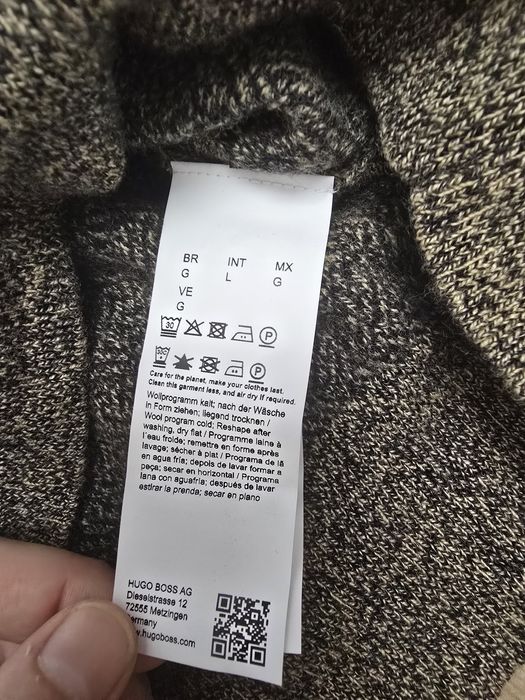 BR INT MX
G L G
VE
G
30 P
30C P
Care for the planet, make your clothes last.
Clean this garment less, and air dry if required.
Wollprogramm kalt; nach der Wäsche
in Form ziehen; liegend trocknen /
Wool program cold; Reshape after
washing, dry flat / Programme laine à
l'eau froide; remettre en forme après
lavage; sécher à plat / Programa de lã
en agua fria; depois de lavar formar a
peça; secar en horizontal / Programa
lana con aguafría; después de lavar
estirar la prenda; secar en plano
HUGO BOSS AG
Dieselstrasse 12
72555 Metzingen
ermany
w.hugoboss.com